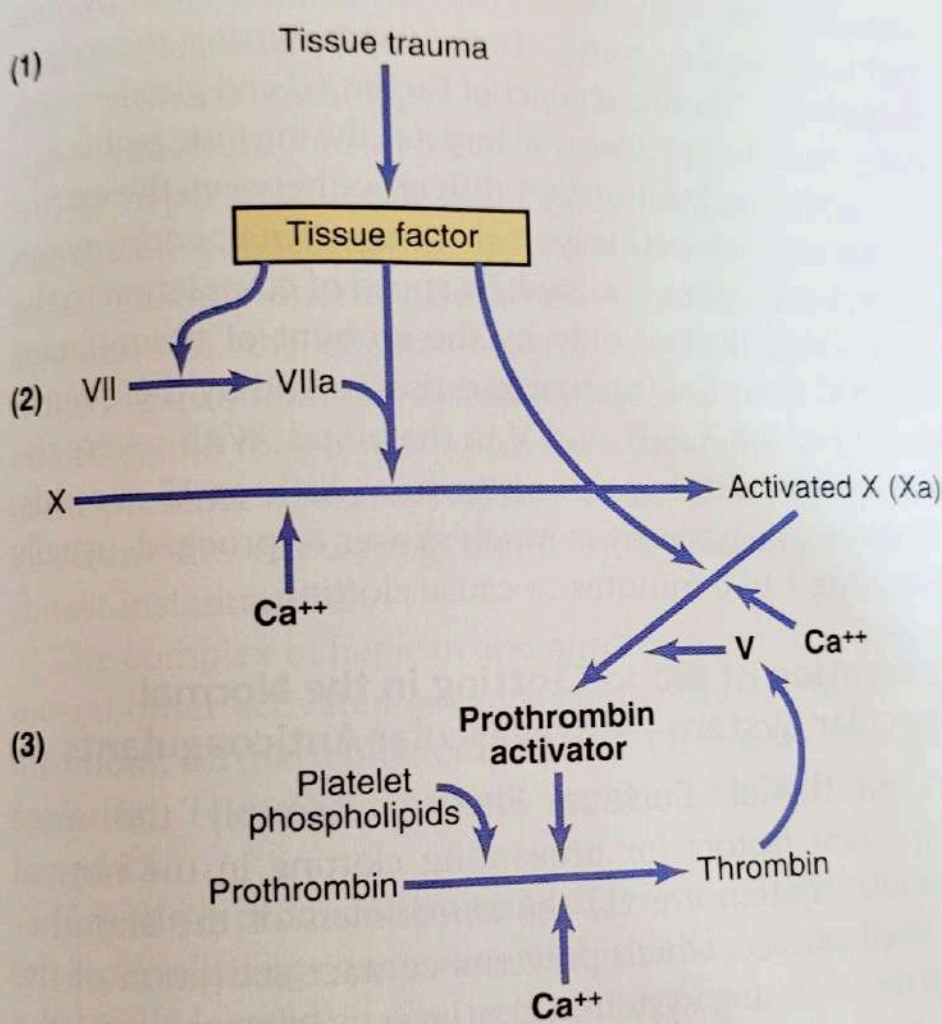 (1)
Tissue trauma
Tissue factor
(2)
VII
VIIa
X
Activated X (Xa)
Ca++
V
Ca++
(3)
Prothrombin
activator
Platelet
phospholipids
Prothrombin
Thrombin
Ca++